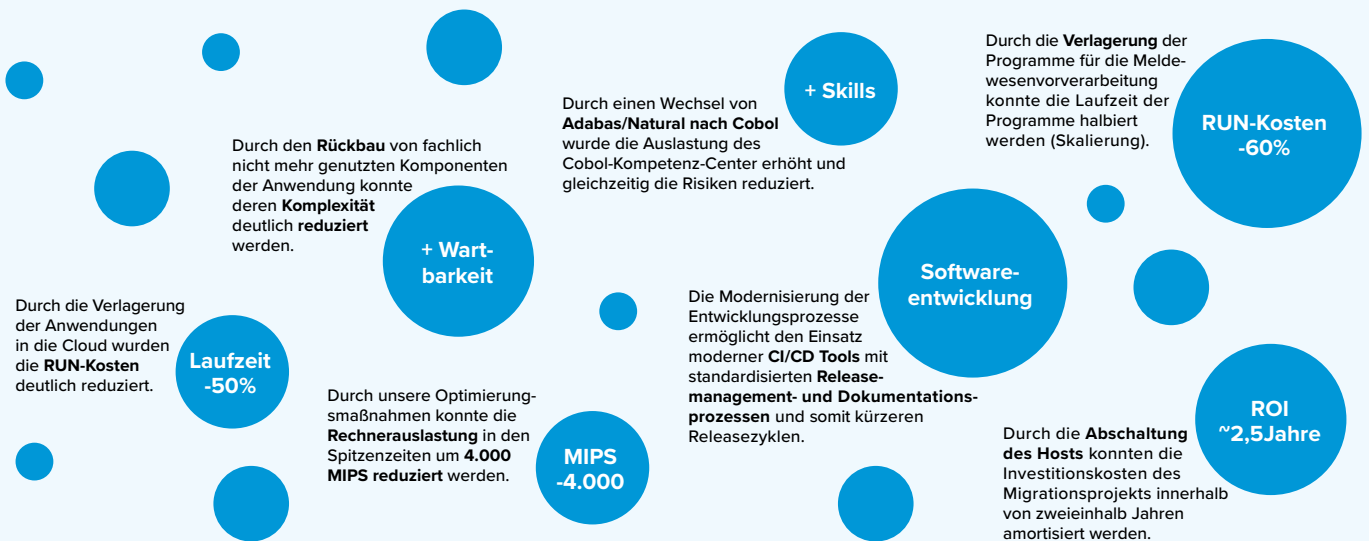 Durch die Verlagerung
der Anwendungen
in die Cloud wurden
die RUN-Kosten
deutlich reduziert.
Laufzeit
-50%
Durch den Rückbau von fachlich
nicht mehr genutzten Komponenten
der Anwendung konnte
deren Komplexität
deutlich reduziert
werden.
+ Wart-
barkeit
Durch unsere Optimierung-
smaßnahmen konnte die
Rechnerauslastung in den
Spitzenzeiten um 4.000
MIPS reduziert werden.
MIPS
-4.000
Durch einen Wechsel von
Adabas/Natural nach Cobol
wurde die Auslastung des
Cobol-Kompetenz-Center erhöht und
gleichzeitig die Risiken reduziert.
+ Skills
Die Modernisierung der
Entwicklungsprozesse
ermöglicht den Einsatz
moderner CI/CD Tools mit
standardisierten Release-
management- und Dokumentations-
prozessen und somit kürzeren
Releasezyklen.
Software-
entwicklung
Durch die Verlagerung der
Programme für die Melde-
wesenvorverarbeitung
konnte die Laufzeit der
Programme halbiert
werden (Skalierung).
RUN-Kosten
-60%
Durch die Abschaltung
des Hosts konnten die
Investitionskosten des
Migrationsprojekts innerhalb
von zweieinhalb Jahren
amortisiert werden.
ROI
~2,5Jahre